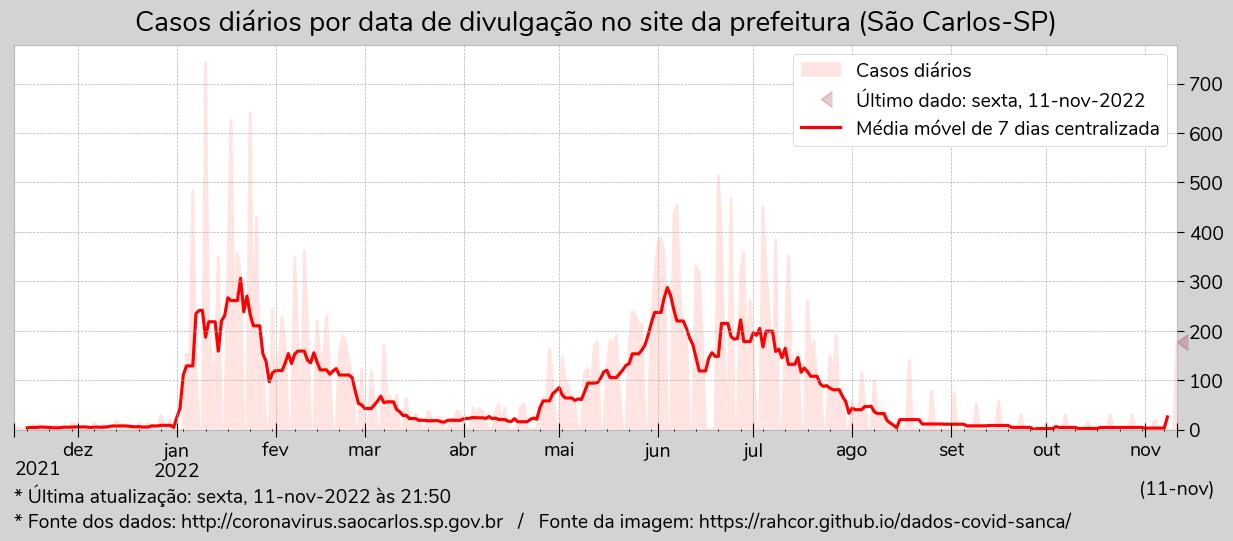 Casos diários por data de divulgação no site da prefeitura (São Carlos-SP)
Casos diários
Último dado: sexta, 11-nov-2022
Média móvel de 7 dias centralizada
700
600
500
400
300
200
100
0
dez jan fev mar abr mai jun jul ago set out nov
2021 2022
(11-nov)
* Última atualização: sexta, 11-nov-2022 às 21:50
* Fonte dos dados: http://coronavirus.saocarlos.sp.gov.br / Fonte da imagem: https://rahcor.github.io/dados-covid-sanca/